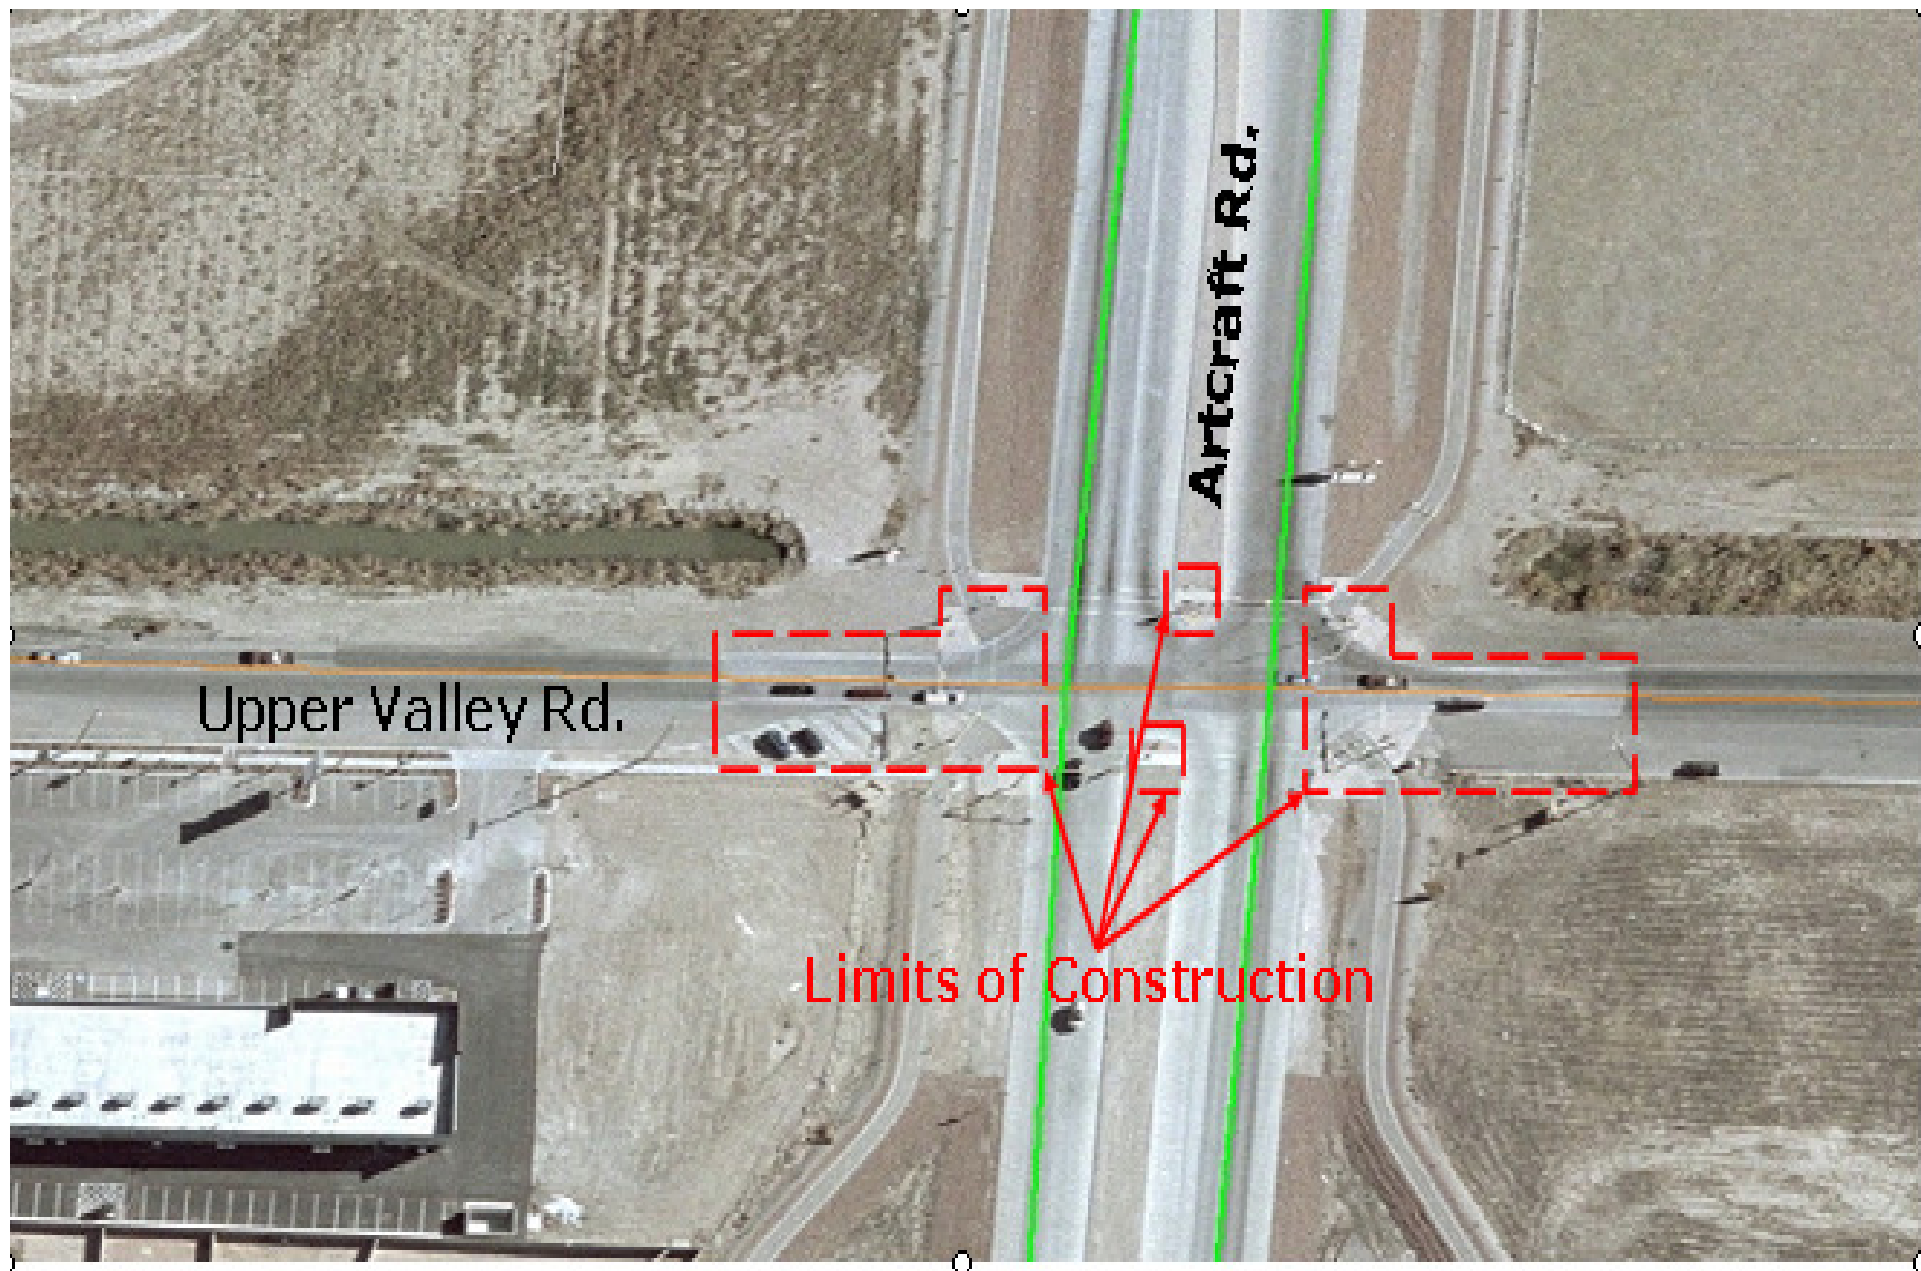 Artcraft Rd.
Upper Valley Rd.
Limits of Construction